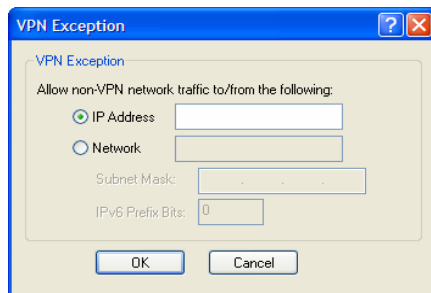 VPN Exception
VPN Exception
Allow non-VPN network traffic to/from the following:
IP Address
Network
Subnet Mask: . . .
IPv6 Prefix Bits: 0
OK Cancel